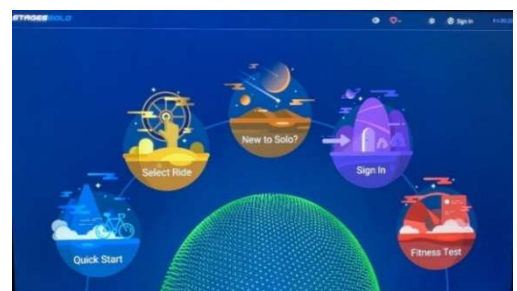 STAGES SOLO
Sign In
New to Solo?
Select Ride
Sign In
Quick Start
Fitness Test